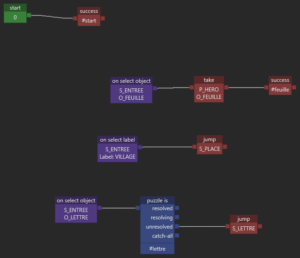 start
0
success
#start
on select object
S_ENTREE
O_FEUILLE
take
P_HERO
O_FEUILLE
success
#feuille
on select label
S_ENTREE
Label: VILLAGE
jump
S_PLACE
on select object
S_ENTREE
O_LETTRE
puzzle is
resolved
resolving
unresolved
catch-all
#lettre
jump
S_LETTRE